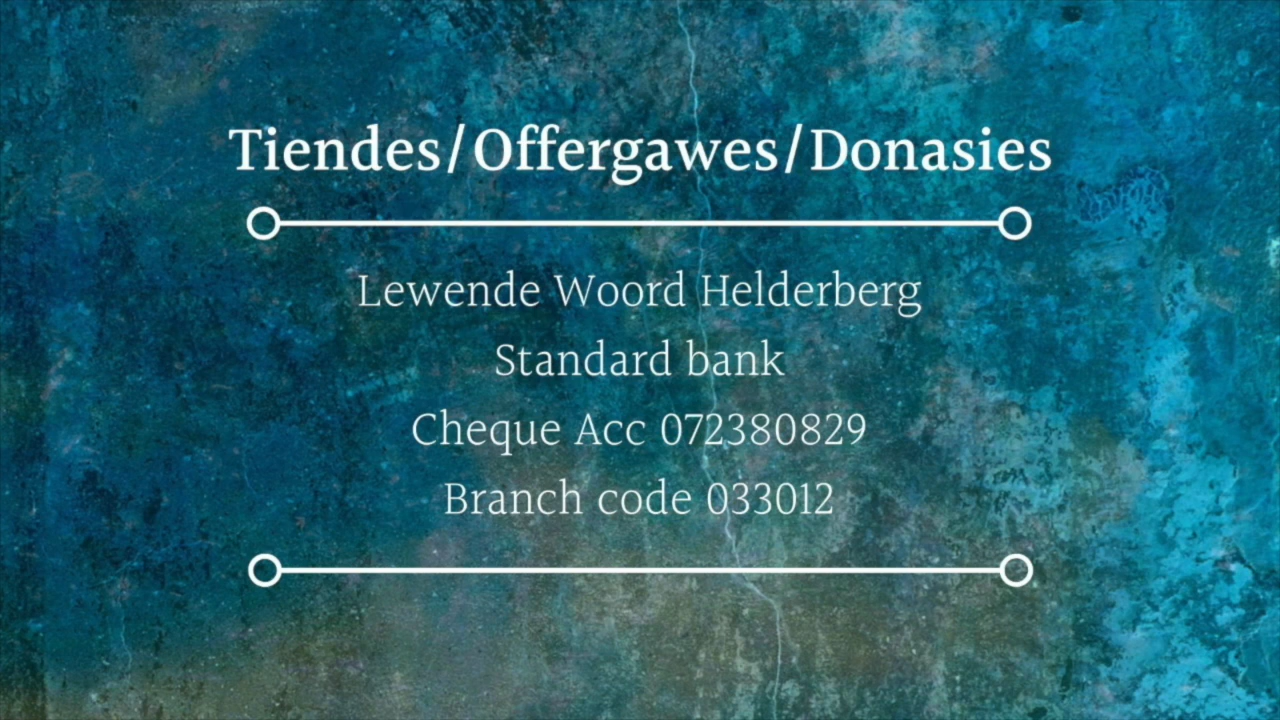 Tiendes/Offergawes/Donasies
Lewende Woord Helderberg
Standard bank
Cheque Acc 072380829
Branch code 033012